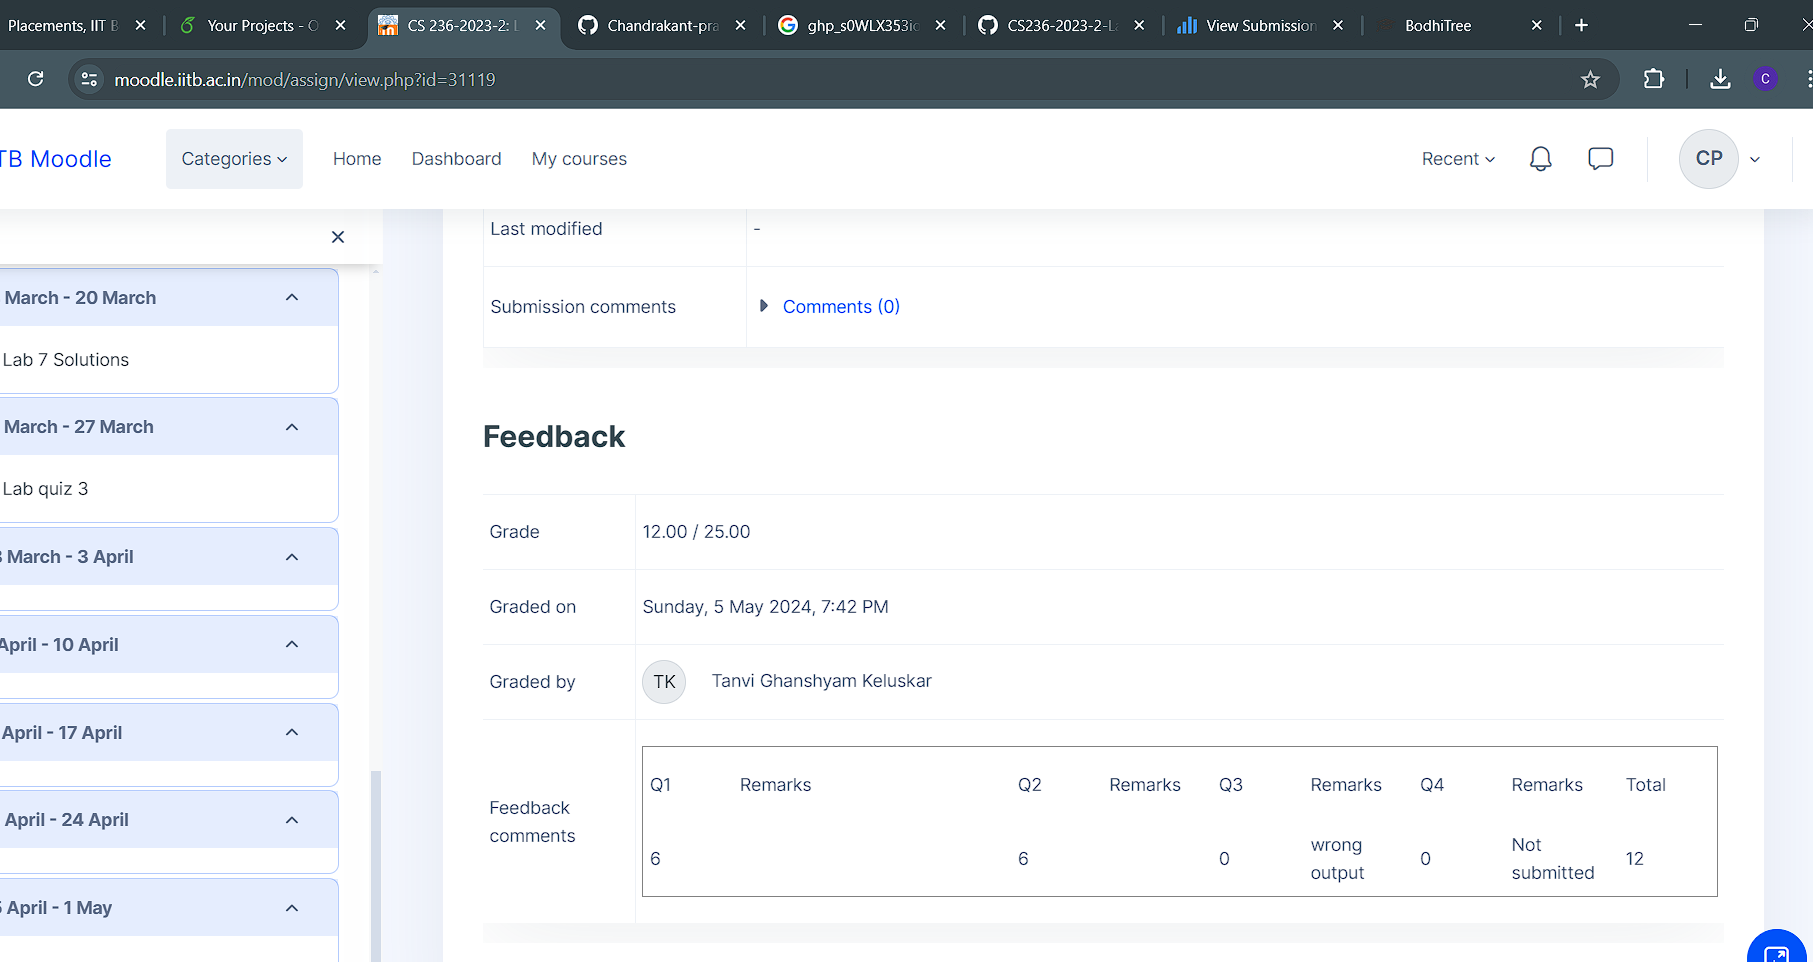 Placements, IIT B
Your Projects - O
CS 236-2023-2: L
Chandrakant-pra
ghp_s0WLX353io
CS236-2023-2-La
View Submission
BodhiTree
moodle.iitb.ac.in/mod/assign/view.php?id=31119
C
TB Moodle
Categories
Home
Dashboard
My courses
Recent
CP
Last modified
-
Submission comments
Comments (0)
March - 20 March
Lab 7 Solutions
March - 27 March
Lab quiz 3
March - 3 April
April - 10 April
April - 17 April
April - 24 April
April - 1 May
Feedback
Grade
12.00 / 25.00
Graded on
Sunday, 5 May 2024, 7:42 PM
Graded by
TK
Tanvi Ghanshyam Keluskar
Feedback
comments
Q1 Remarks Q2 Remarks Q3 Remarks Q4 Remarks Total
6 6 0 wrong output 0 Not submitted 12